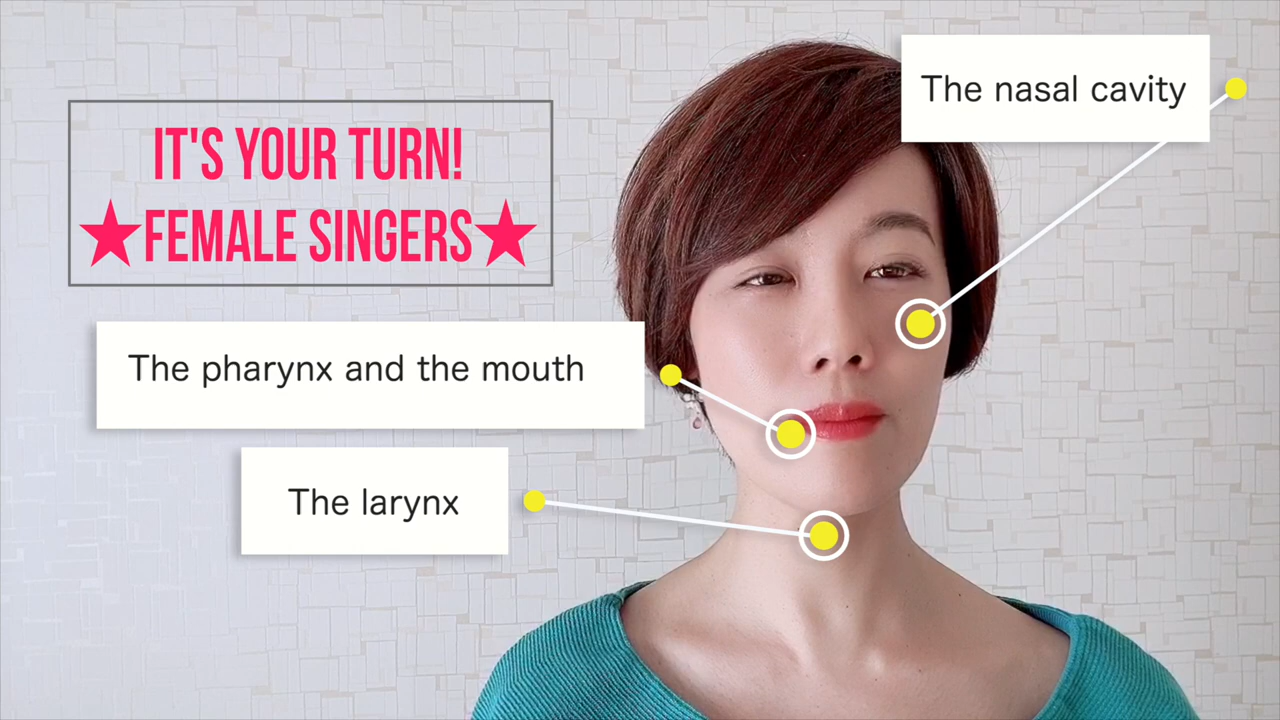 IT'S YOUR TURN!
★FEMALE SINGERS★
The nasal cavity
The pharynx and the mouth
The larynx